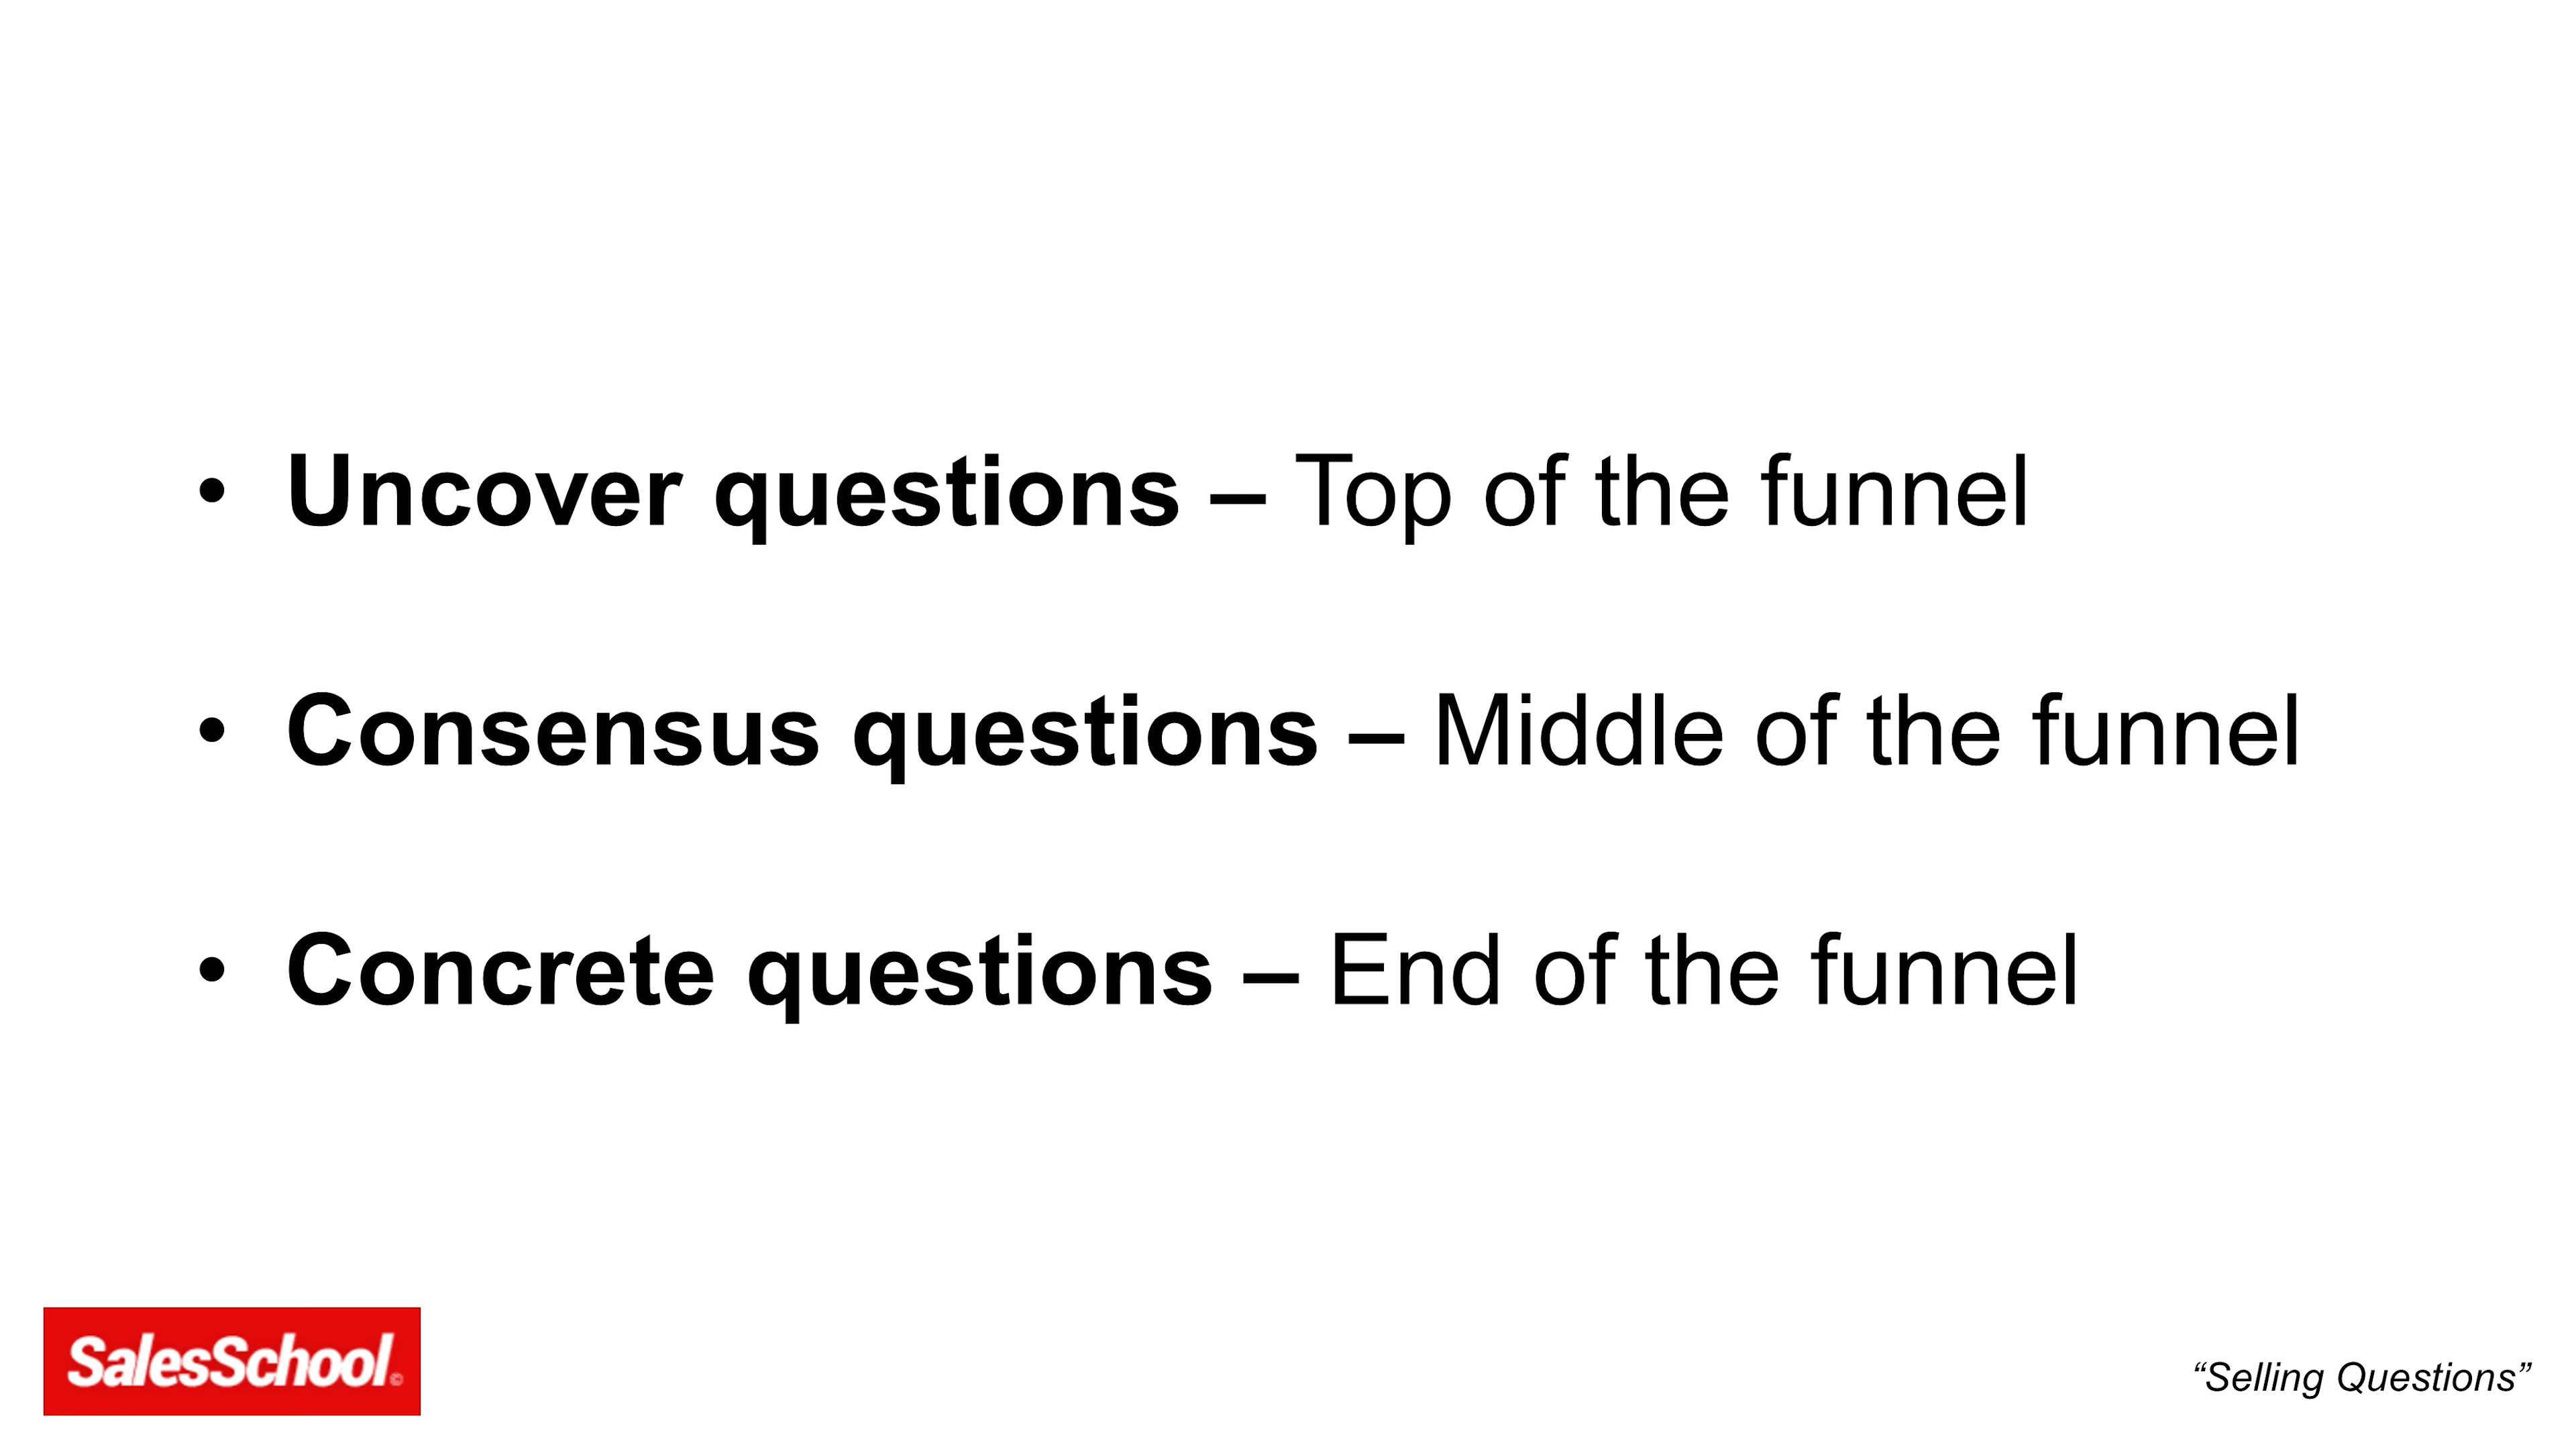 • Uncover questions – Top of the funnel
• Consensus questions – Middle of the funnel
• Concrete questions – End of the funnel
SalesSchool©
“Selling Questions”